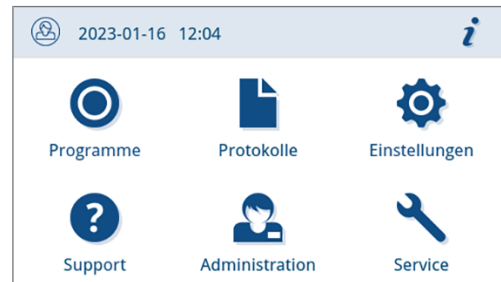 2023-01-16 12:04 i
Programme Protokolle Einstellungen
?
Support Administration Service